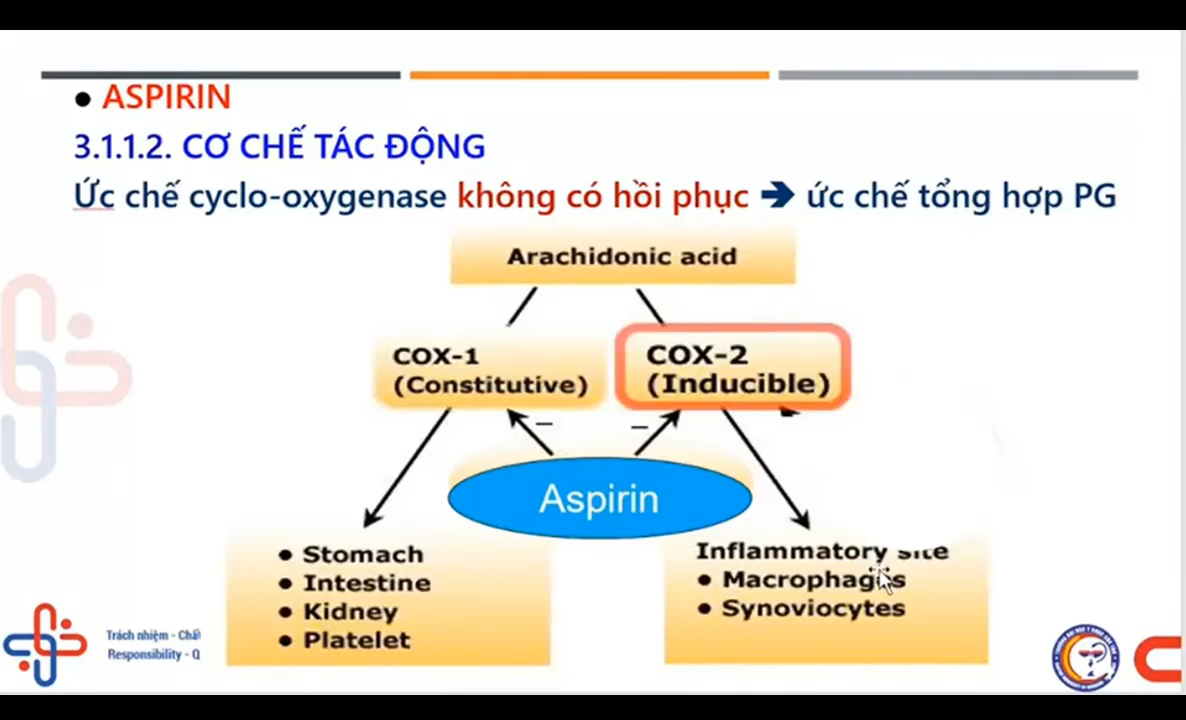 ● ASPIRIN
3.1.1.2. CƠ CHẾ TÁC ĐỘNG
Ức chế cyclo-oxygenase không có hồi phục ➔ ức chế tổng hợp PG
Arachidonic acid
COX-1
(Constitutive)
COX-2
(Inducible)
–
–
Aspirin
● Stomach
● Intestine
● Kidney
● Platelet
Inflammatory site
● Macrophages
● Synoviocytes
Trách nhiệm - Chất
Responsibility - Q